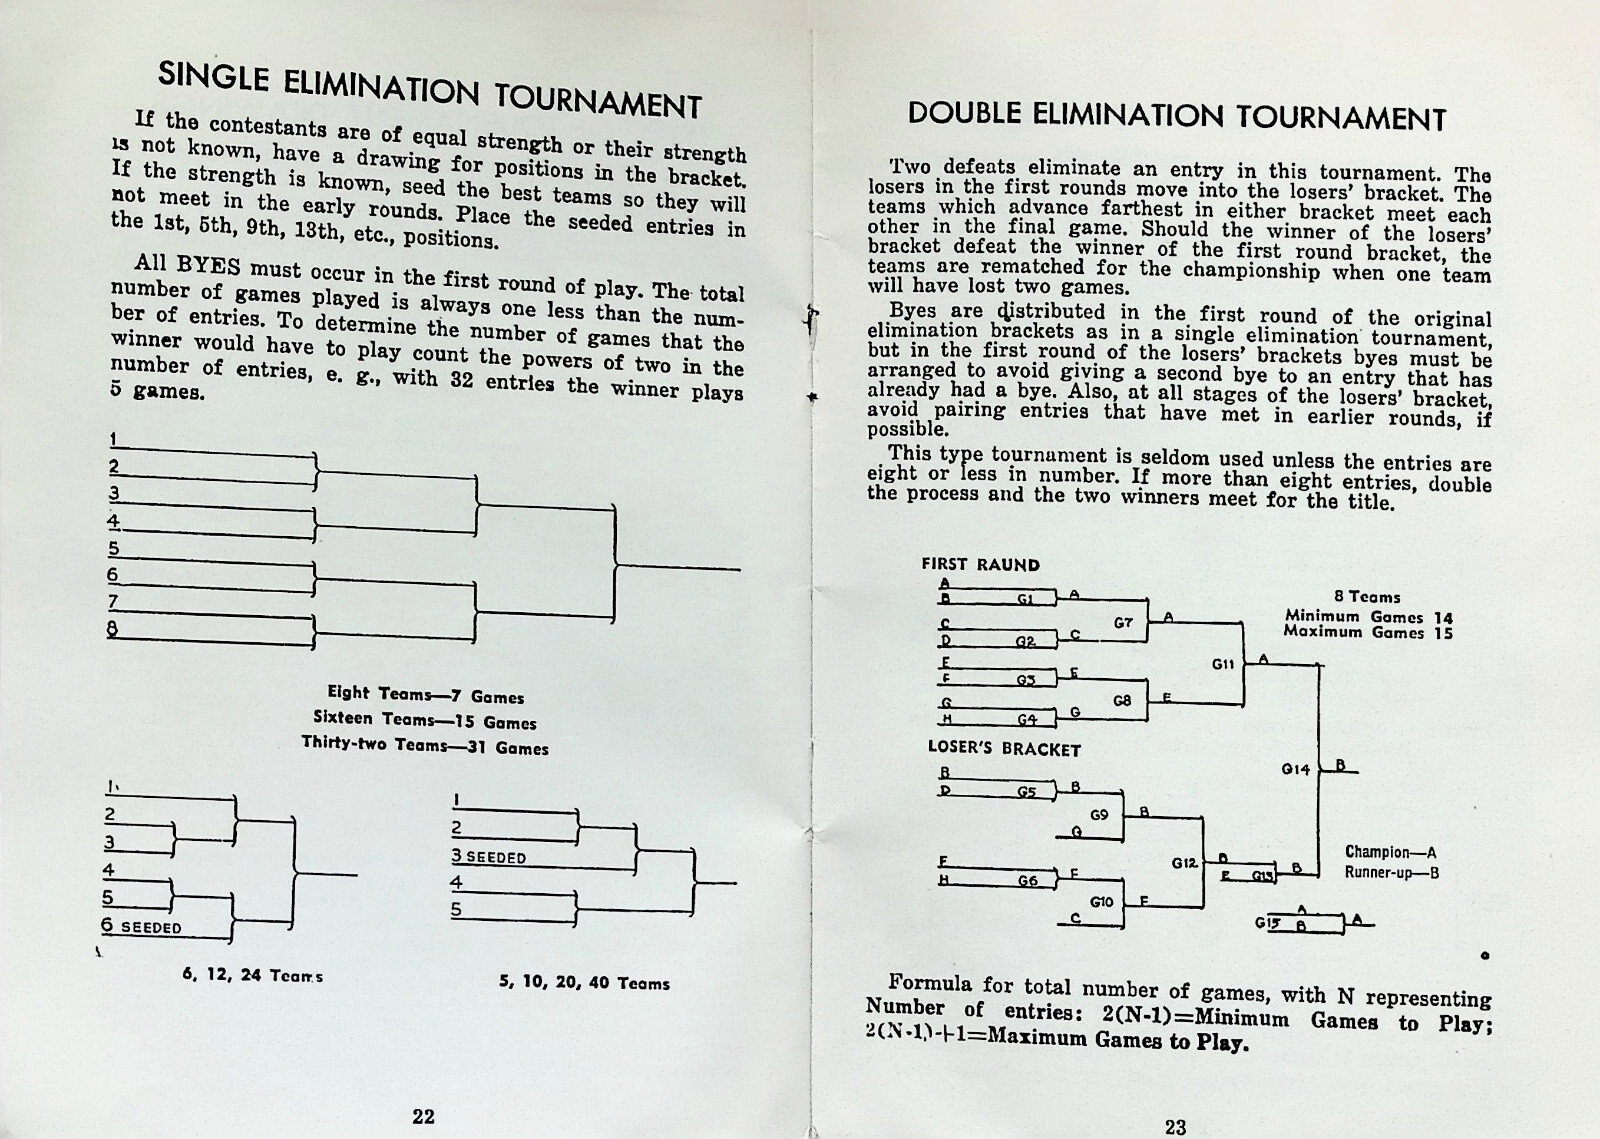 SINGLE ELIMINATION TOURNAMENT
If the contestants are of equal strength or their strength
is not known, have a drawing for positions in the bracket.
If the strength is known, seed the best teams so they will
not meet in the early rounds. Place the seeded entries in
the 1st, 5th, 9th, 13th, etc., positions.
All BYES must occur in the first round of play. The total
number of games played is always one less than the num-
ber of entries. To determine the number of games that the
winner would have to play count the powers of two in the
number of entries, e. g., with 32 entries the winner plays
5 games.
1
2
3
4
5
6
7
8
Eight Teams—7 Games
Sixteen Teams—15 Games
Thirty-two Teams—31 Games
1
2
3
4
5
6 SEEDED
6, 12, 24 Teams
1
2
3 SEEDED
4
5
5, 10, 20, 40 Teams
22
DOUBLE ELIMINATION TOURNAMENT
Two defeats eliminate an entry in this tournament. The
losers in the first rounds move into the losers' bracket. The
teams which advance farthest in either bracket meet each
other in the final game. Should the winner of the losers'
bracket defeat the winner of the first round bracket, the
teams are rematched for the championship when one team
will have lost two games.
Byes are distributed in the first round of the original
elimination brackets as in a single elimination tournament,
but in the first round of the losers' brackets byes must be
arranged to avoid giving a second bye to an entry that has
already had a bye. Also, at all stages of the losers' bracket,
avoid pairing entries that have met in earlier rounds, if
possible.
This type tournament is seldom used unless the entries are
eight or less in number. If more than eight entries, double
the process and the two winners meet for the title.
FIRST RAUND
A
B G1 A
G7 A
C
D G2 C
G11 A
E
F G3 E
G8 E
G
H G4 G
8 Teams
Minimum Games 14
Maximum Games 15
LOSER'S BRACKET
G14 B
B
D G5 B
G9 B
G
G12 B
E G13 B
F
H G6 F
G10 F
C
Champion—A
Runner-up—B
A
G15 B A
Formula for total number of games, with N representing
Number of entries: 2(N-1)=Minimum Games to Play;
2(N-1)+1=Maximum Games to Play.
23